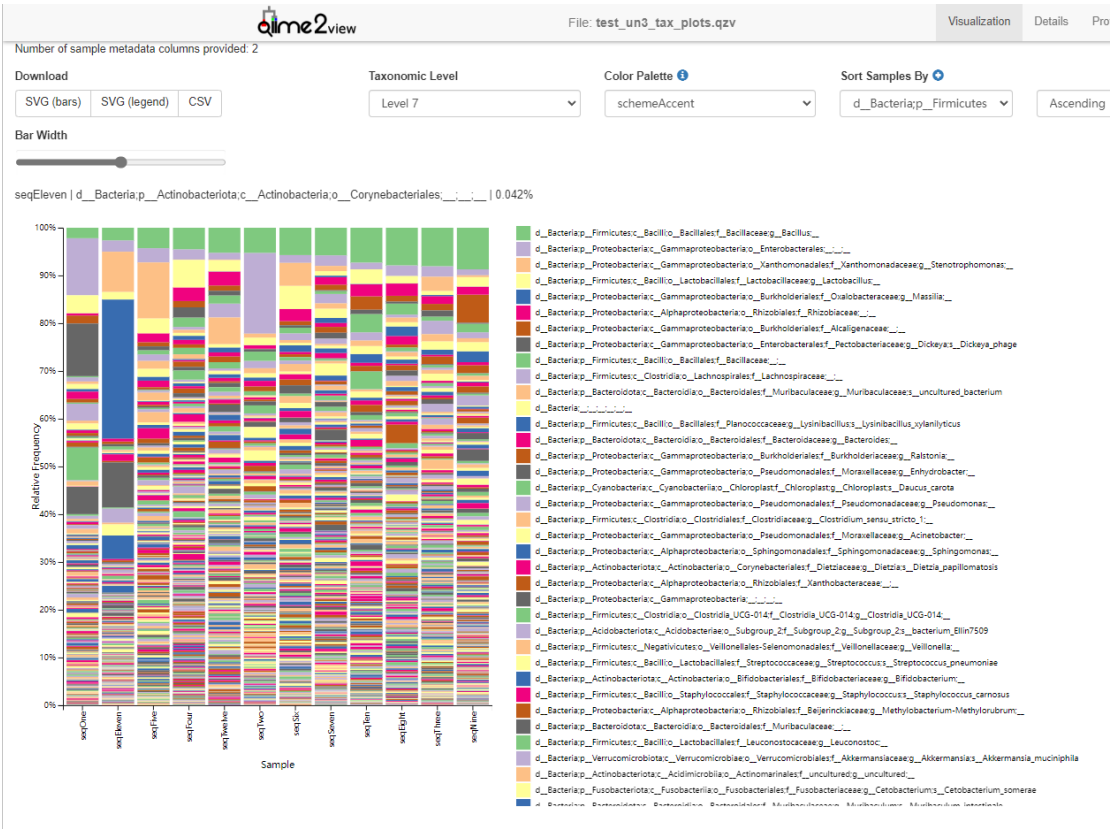 qiime2view
File: test_un3_tax_plots.qzv
Visualization
Details
Pro
Number of sample metadata columns provided: 2
Download
Taxonomic Level
Color Palette
Sort Samples By
SVG (bars)
SVG (legend)
CSV
Level 7
schemeAccent
d__Bacteria;p__Firmicutes
Ascending
Bar Width
seqEleven | d__Bacteria;p__Actinobacteriota;c__Actinobacteria;o__Corynebacteriales;__;__;__ | 0.042%
100%
90%
80%
70%
60%
50%
40%
30%
20%
10%
0%
Relative Frequency
seqOne
seqEleven
seqFive
seqFour
seqTwelve
seqTwo
seqSix
seqSeven
seqTen
seqEight
seqThree
seqNine
Sample
d__Bacteria;p__Firmicutes;c__Bacilli;o__Bacillales;f__Bacillaceae;g__Bacillus;__
d__Bacteria;p__Proteobacteria;c__Gammaproteobacteria;o__Enterobacterales;__;__;__
d__Bacteria;p__Proteobacteria;c__Gammaproteobacteria;o__Xanthomonadales;f__Xanthomonadaceae;g__Stenotrophomonas;__
d__Bacteria;p__Firmicutes;c__Bacilli;o__Lactobacillales;f__Lactobacillaceae;g__Lactobacillus;__
d__Bacteria;p__Proteobacteria;c__Gammaproteobacteria;o__Burkholderiales;f__Oxalobacteraceae;g__Massilia;__
d__Bacteria;p__Proteobacteria;c__Alphaproteobacteria;o__Rhizobiales;f__Rhizobiaceae;__;__
d__Bacteria;p__Proteobacteria;c__Gammaproteobacteria;o__Burkholderiales;f__Alcaligenaceae;__;__
d__Bacteria;p__Proteobacteria;c__Gammaproteobacteria;o__Enterobacterales;f__Pectobacteriaceae;g__Dickeya;s__Dickeya_phage
d__Bacteria;p__Firmicutes;c__Bacilli;o__Bacillales;f__Bacillaceae;__;__
d__Bacteria;p__Firmicutes;c__Clostridia;o__Lachnospirales;f__Lachnospiraceae;__;__
d__Bacteria;p__Bacteroidota;c__Bacteroidia;o__Bacteroidales;f__Muribaculaceae;g__Muribaculaceae;s__uncultured_bacterium
d__Bacteria;__;__;__;__;__;__
d__Bacteria;p__Firmicutes;c__Bacilli;o__Bacillales;f__Planococcaceae;g__Lysinibacillus;s__Lysinibacillus_xylanilyticus
d__Bacteria;p__Bacteroidota;c__Bacteroidia;o__Bacteroidales;f__Bacteroidaceae;g__Bacteroides;__
d__Bacteria;p__Proteobacteria;c__Gammaproteobacteria;o__Burkholderiales;f__Burkholderiaceae;g__Ralstonia;__
d__Bacteria;p__Proteobacteria;c__Gammaproteobacteria;o__Pseudomonadales;f__Moraxellaceae;g__Enhydrobacter;__
d__Bacteria;p__Cyanobacteria;c__Cyanobacteriia;o__Chloroplast;f__Chloroplast;g__Chloroplast;s__Daucus_carota
d__Bacteria;p__Proteobacteria;c__Gammaproteobacteria;o__Pseudomonadales;f__Pseudomonadaceae;g__Pseudomonas;__
d__Bacteria;p__Firmicutes;c__Clostridia;o__Clostridiales;f__Clostridiaceae;g__Clostridium_sensu_stricto_1;__
d__Bacteria;p__Proteobacteria;c__Gammaproteobacteria;o__Pseudomonadales;f__Moraxellaceae;g__Acinetobacter;__
d__Bacteria;p__Proteobacteria;c__Alphaproteobacteria;o__Sphingomonadales;f__Sphingomonadaceae;g__Sphingomonas;__
d__Bacteria;p__Actinobacteriota;c__Actinobacteria;o__Corynebacteriales;f__Dietziaceae;g__Dietzia;s__Dietzia_papillomatosis
d__Bacteria;p__Proteobacteria;c__Alphaproteobacteria;o__Rhizobiales;f__Xanthobacteraceae;__;__
d__Bacteria;p__Proteobacteria;c__Gammaproteobacteria;__;__;__;__
d__Bacteria;p__Firmicutes;c__Clostridia;o__Clostridia_UCG-014;f__Clostridia_UCG-014;g__Clostridia_UCG-014;__
d__Bacteria;p__Acidobacteriota;c__Acidobacteriae;o__Subgroup_2;f__Subgroup_2;g__Subgroup_2;s__bacterium_Ellin7509
d__Bacteria;p__Firmicutes;c__Negativicutes;o__Veillonellales-Selenomonadales;f__Veillonellaceae;g__Veillonella;__
d__Bacteria;p__Firmicutes;c__Bacilli;o__Lactobacillales;f__Streptococcaceae;g__Streptococcus;s__Streptococcus_pneumoniae
d__Bacteria;p__Actinobacteriota;c__Actinobacteria;o__Bifidobacteriales;f__Bifidobacteriaceae;g__Bifidobacterium;__
d__Bacteria;p__Firmicutes;c__Bacilli;o__Staphylococcales;f__Staphylococcaceae;g__Staphylococcus;s__Staphylococcus_carnosus
d__Bacteria;p__Proteobacteria;c__Alphaproteobacteria;o__Rhizobiales;f__Beijerinckiaceae;g__Methylobacterium-Methylorubrum;__
d__Bacteria;p__Bacteroidota;c__Bacteroidia;o__Bacteroidales;f__Muribaculaceae;__;__
d__Bacteria;p__Firmicutes;c__Bacilli;o__Lactobacillales;f__Leuconostocaceae;g__Leuconostoc;__
d__Bacteria;p__Verrucomicrobiota;c__Verrucomicrobiae;o__Verrucomicrobiales;f__Akkermansiaceae;g__Akkermansia;s__Akkermansia_muciniphila
d__Bacteria;p__Actinobacteriota;c__Acidimicrobiia;o__Actinomarinales;f__uncultured;g__uncultured;__
d__Bacteria;p__Fusobacteriota;c__Fusobacteriia;o__Fusobacteriales;f__Fusobacteriaceae;g__Cetobacterium;s__Cetobacterium_somerae
d__Bacteria;p__Bacteroidota;c__Bacteroidia;o__Bacteroidales;f__Muribaculaceae;g__Muribaculum;s__Muribaculum_intestinale